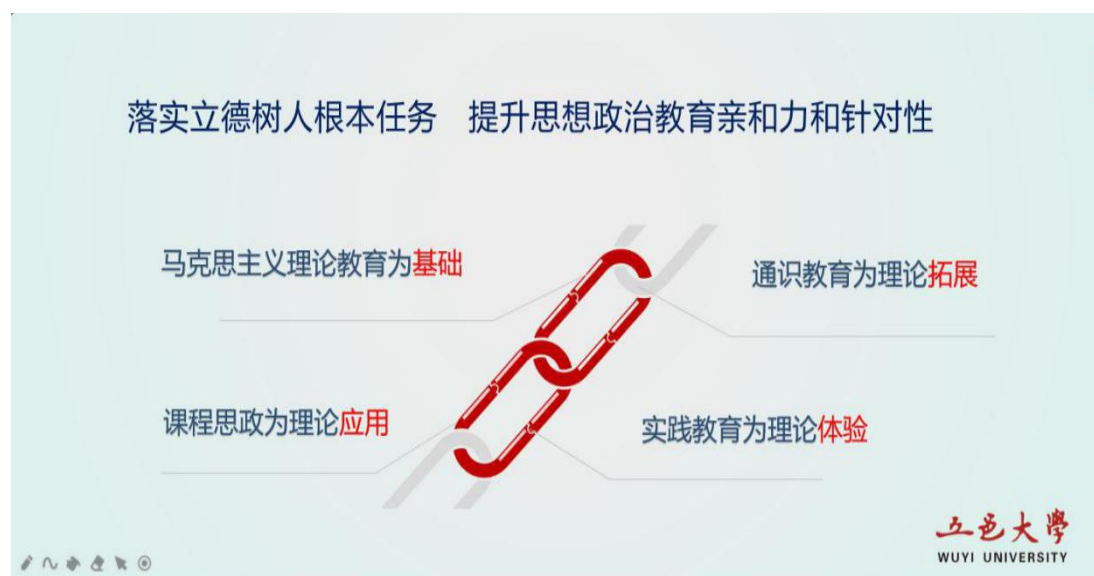 落实立德树人根本任务 提升思想政治教育亲和力和针对性
马克思主义理论教育为基础
通识教育为理论拓展
课程思政为理论应用
实践教育为理论体验
五邑大學
WUYI UNIVERSITY